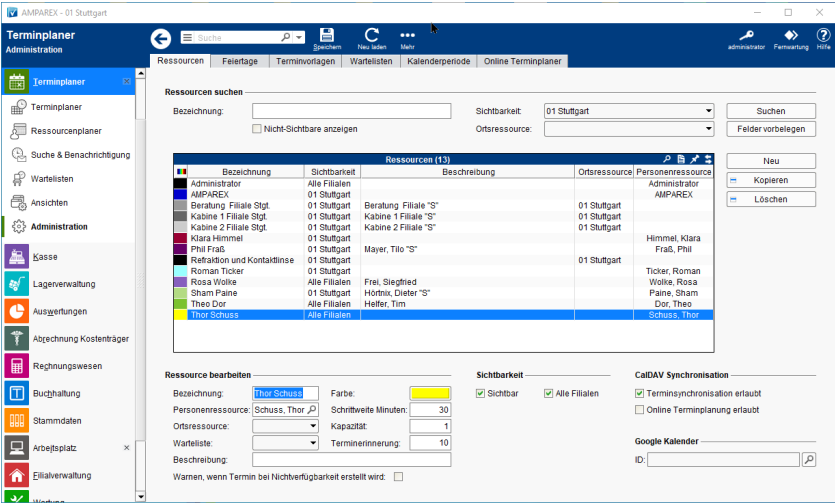 AMPAREX - 01 Stuttgart
Terminplaner
Administration
Suche
Speichern
Neu laden
Mehr
administrator
Fernwartung
Hilfe
Ressourcen
Feiertage
Terminvorlagen
Wartelisten
Kalenderperiode
Online Terminplaner
Terminplaner
Terminplaner
Ressourcenplaner
Suche & Benachrichtigung
Wartelisten
Ansichten
Administration
Kasse
Lagerverwaltung
Auswertungen
Abrechnung Kostenträger
Rechnungswesen
Buchhaltung
Stammdaten
Arbeitsplatz
Filialverwaltung
Wartung
Ressourcen suchen
Bezeichnung:
Sichtbarkeit: 01 Stuttgart
Suchen
Nicht-Sichtbare anzeigen
Ortsressource:
Felder vorbelegen
Ressourcen (13)
Neu
Kopieren
Löschen
Bezeichnung Sichtbarkeit Beschreibung Ortsressource Personenressource
Administrator Alle Filialen Administrator
AMPAREX 01 Stuttgart AMPAREX
Beratung Filiale Stgt. 01 Stuttgart Beratung Filiale "S" 01 Stuttgart
Kabine 1 Filiale Stgt. 01 Stuttgart Kabine 1 Filiale "S" 01 Stuttgart
Kabine 2 Filiale Stgt. 01 Stuttgart Kabine 2 Filiale "S" 01 Stuttgart
Klara Himmel 01 Stuttgart Himmel, Klara
Phil Fraß 01 Stuttgart Mayer, Tilo "S" Fraß, Phil
Refraktion und Kontaktlinse 01 Stuttgart 01 Stuttgart
Roman Ticker 01 Stuttgart Ticker, Roman
Rosa Wolke Alle Filialen Frei, Siegfried Wolke, Rosa
Sham Paine 01 Stuttgart Hörtnix, Dieter "S" Paine, Sham
Theo Dor Alle Filialen Helfer, Tim Dor, Theo
Thor Schuss Alle Filialen Schuss, Thor
Ressource bearbeiten
Bezeichnung: Thor Schuss Farbe:
Personenressource: Schuss, Thor Schrittweite Minuten: 30
Ortsressource: Kapazität: 1
Warteliste: Terminerinnerung: 10
Beschreibung:
Warnen, wenn Termin bei Nichtverfügbarkeit erstellt wird:
Sichtbarkeit
Sichtbar Alle Filialen
CalDAV Synchronisation
Terminsynchronisation erlaubt
Online Terminplanung erlaubt
Google Kalender
ID: